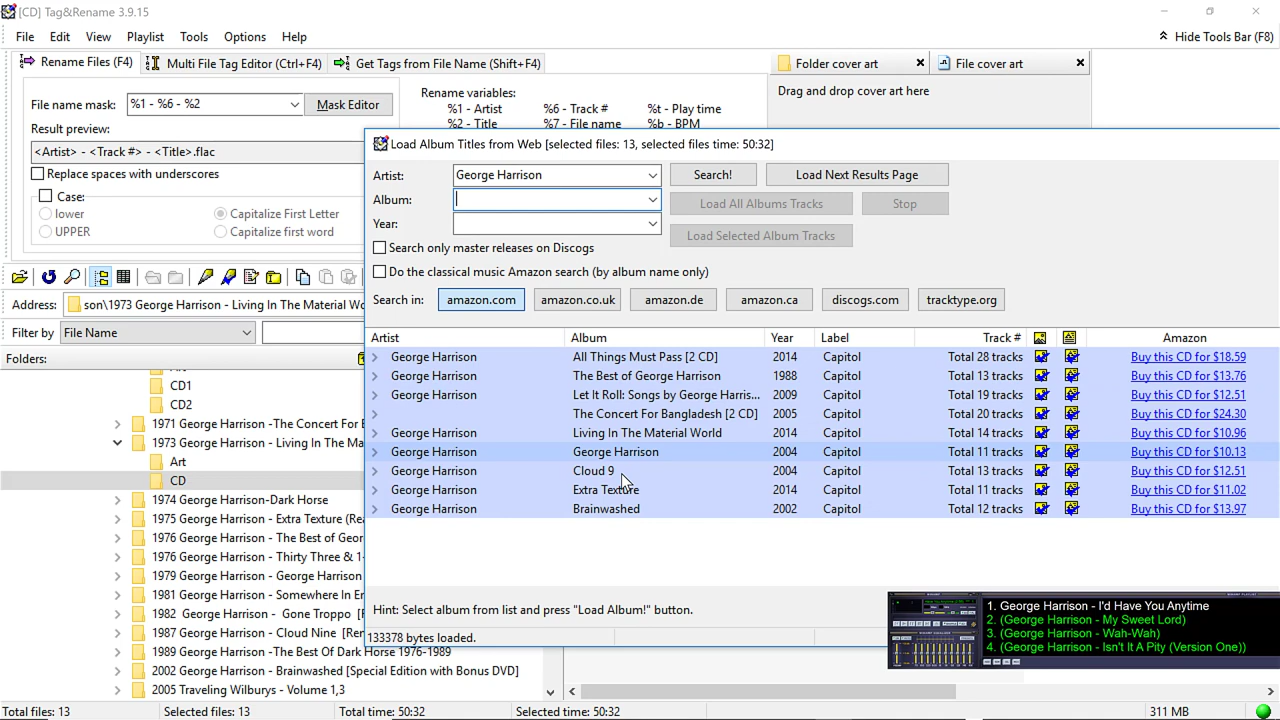 [CD] Tag&Rename 3.9.15
File Edit View Playlist Tools Options Help
Hide Tools Bar (F8)
Rename Files (F4)
Multi File Tag Editor (Ctrl+F4)
Get Tags from File Name (Shift+F4)
Folder cover art
File cover art
File name mask:
%1 - %6 - %2
Mask Editor
Rename variables:
%1 - Artist %6 - Track # %t - Play time
%2 - Title %7 - File name %b - BPM
Drag and drop cover art here
Result preview:
<Artist> - <Track #> - <Title>.flac
Replace spaces with underscores
Case:
lower
Capitalize First Letter
UPPER
Capitalize first word
Address:
son\1973 George Harrison - Living In The Material Wo
Filter by
File Name
Folders:
CD1
CD2
1971 George Harrison -The Concert For
1973 George Harrison - Living In The Ma
Art
CD
1974 George Harrison-Dark Horse
1975 George Harrison - Extra Texture (Rea
1976 George Harrison - The Best of Geor
1976 George Harrison - Thirty Three & 1-
1979 George Harrison - George Harrison
1981 George Harrison - Somewhere In En
1982 George Harrison - Gone Troppo [R
1987 George Harrison - Cloud Nine [Ren
1989 George Harrison -The Best Of Dark Horse 1976-1989
2002 George Harrison - Brainwashed [Special Edition with Bonus DVD]
2005 Traveling Wilburys - Volume 1,3
Load Album Titles from Web [selected files: 13, selected files time: 50:32]
Artist:
George Harrison
Search!
Load Next Results Page
Album:
Load All Albums Tracks
Stop
Year:
Load Selected Album Tracks
Search only master releases on Discogs
Do the classical music Amazon search (by album name only)
Search in:
amazon.com
amazon.co.uk
amazon.de
amazon.ca
discogs.com
tracktype.org
Artist Album Year Label Track # Amazon
George Harrison All Things Must Pass [2 CD] 2014 Capitol Total 28 tracks Buy this CD for $18.59
George Harrison The Best of George Harrison 1988 Capitol Total 13 tracks Buy this CD for $13.76
George Harrison Let It Roll: Songs by George Harris... 2009 Capitol Total 19 tracks Buy this CD for $12.51
The Concert For Bangladesh [2 CD] 2005 Capitol Total 20 tracks Buy this CD for $24.30
George Harrison Living In The Material World 2014 Capitol Total 14 tracks Buy this CD for $10.96
George Harrison George Harrison 2004 Capitol Total 11 tracks Buy this CD for $10.13
George Harrison Cloud 9 2004 Capitol Total 13 tracks Buy this CD for $12.51
George Harrison Extra Texture 2014 Capitol Total 11 tracks Buy this CD for $11.02
George Harrison Brainwashed 2002 Capitol Total 12 tracks Buy this CD for $13.97
Hint: Select album from list and press "Load Album!" button.
133378 bytes loaded.
1. George Harrison - I'd Have You Anytime
2. (George Harrison - My Sweet Lord)
3. (George Harrison - Wah-Wah)
4. (George Harrison - Isn't It A Pity (Version One))
Total files: 13
Selected files: 13
Total time: 50:32
Selected time: 50:32
311 MB